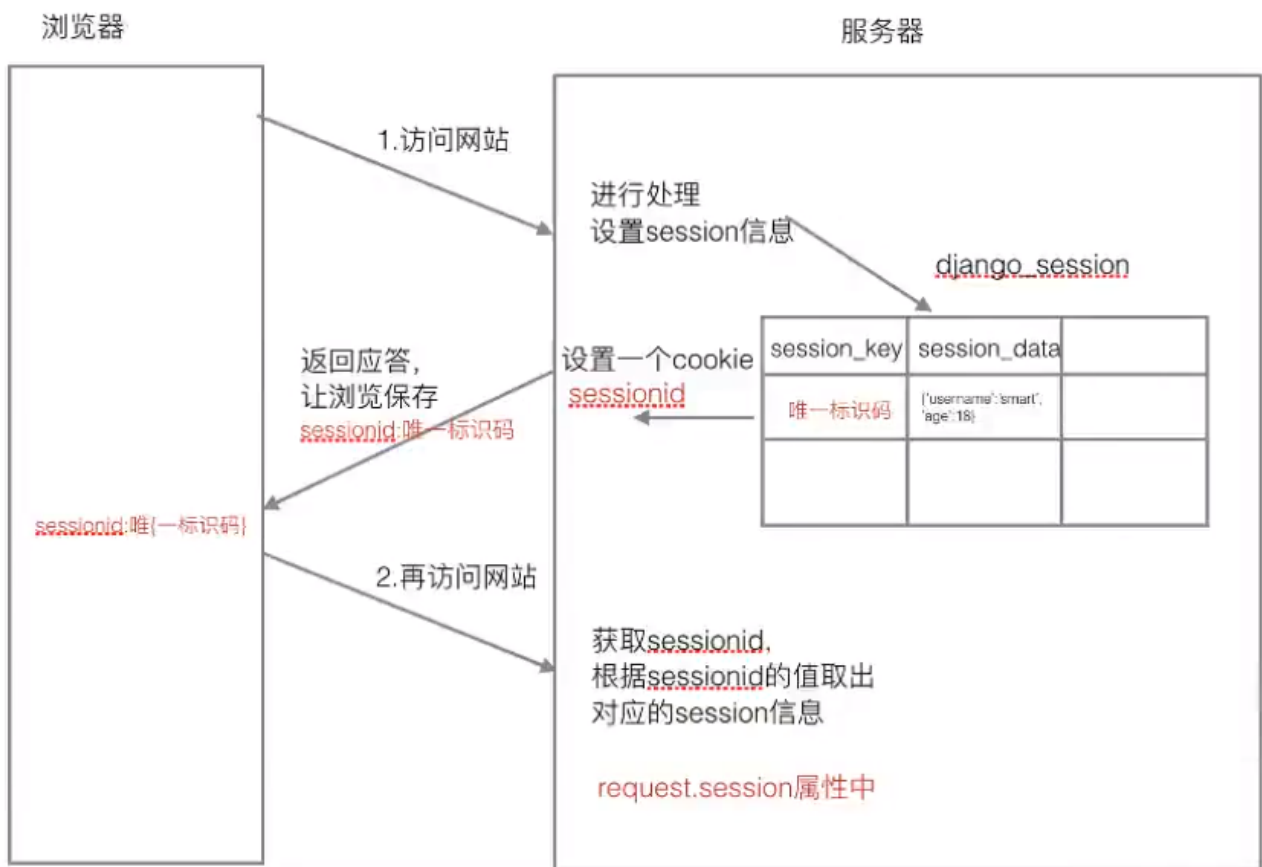 浏览器
服务器
1.访问网站
进行处理
设置session信息
django_session
session_key session_data
唯一标识码 {'username':'smart',
'age':18}
设置一个cookie
sessionid
返回应答,
让浏览保存
sessionid:唯一标识码
sessionid:唯{一标识码}
2.再访问网站
获取sessionid,
根据sessionid的值取出
对应的session信息
request.session属性中